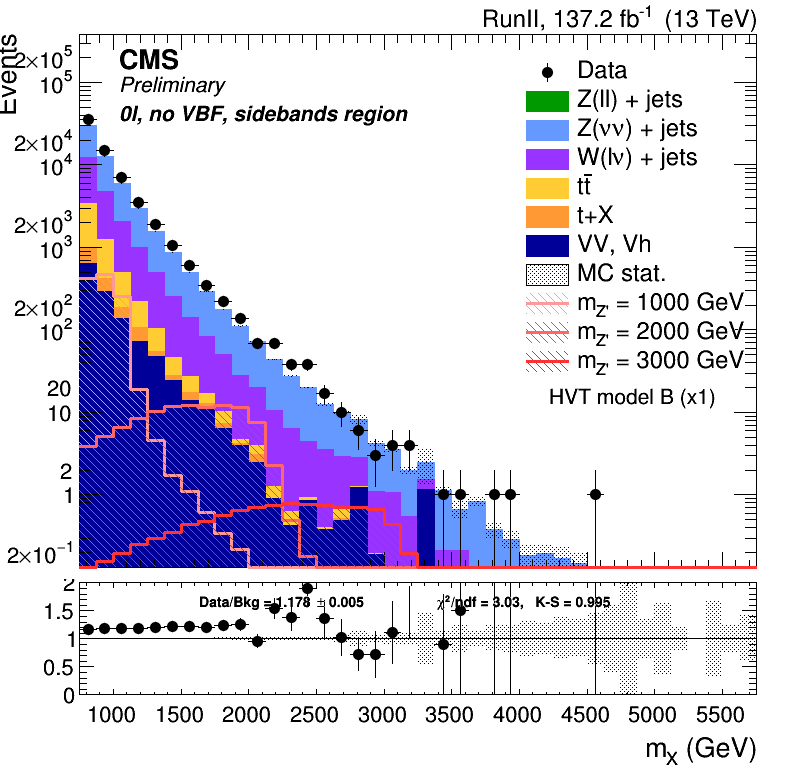 RunII, 137.2 fb⁻¹ (13 TeV)
Events
CMS
Preliminary
0l, no VBF, sidebands region
Data
Z(ll) + jets
Z(νν) + jets
W(lν) + jets
tt̄
t+X
VV, Vh
MC stat.
m_Z' = 1000 GeV
m_Z' = 2000 GeV
m_Z' = 3000 GeV
HVT model B (x1)
2×10⁵
10⁵
2×10⁴
10⁴
2×10³
10³
2×10²
10²
20
10
2
1
2×10⁻¹
Data/Bkg = 1.178 ± 0.005 χ²/ndf = 3.03, K-S = 0.995
2
1.5
1
0.5
0
1000 1500 2000 2500 3000 3500 4000 4500 5000 5500
m_X (GeV)